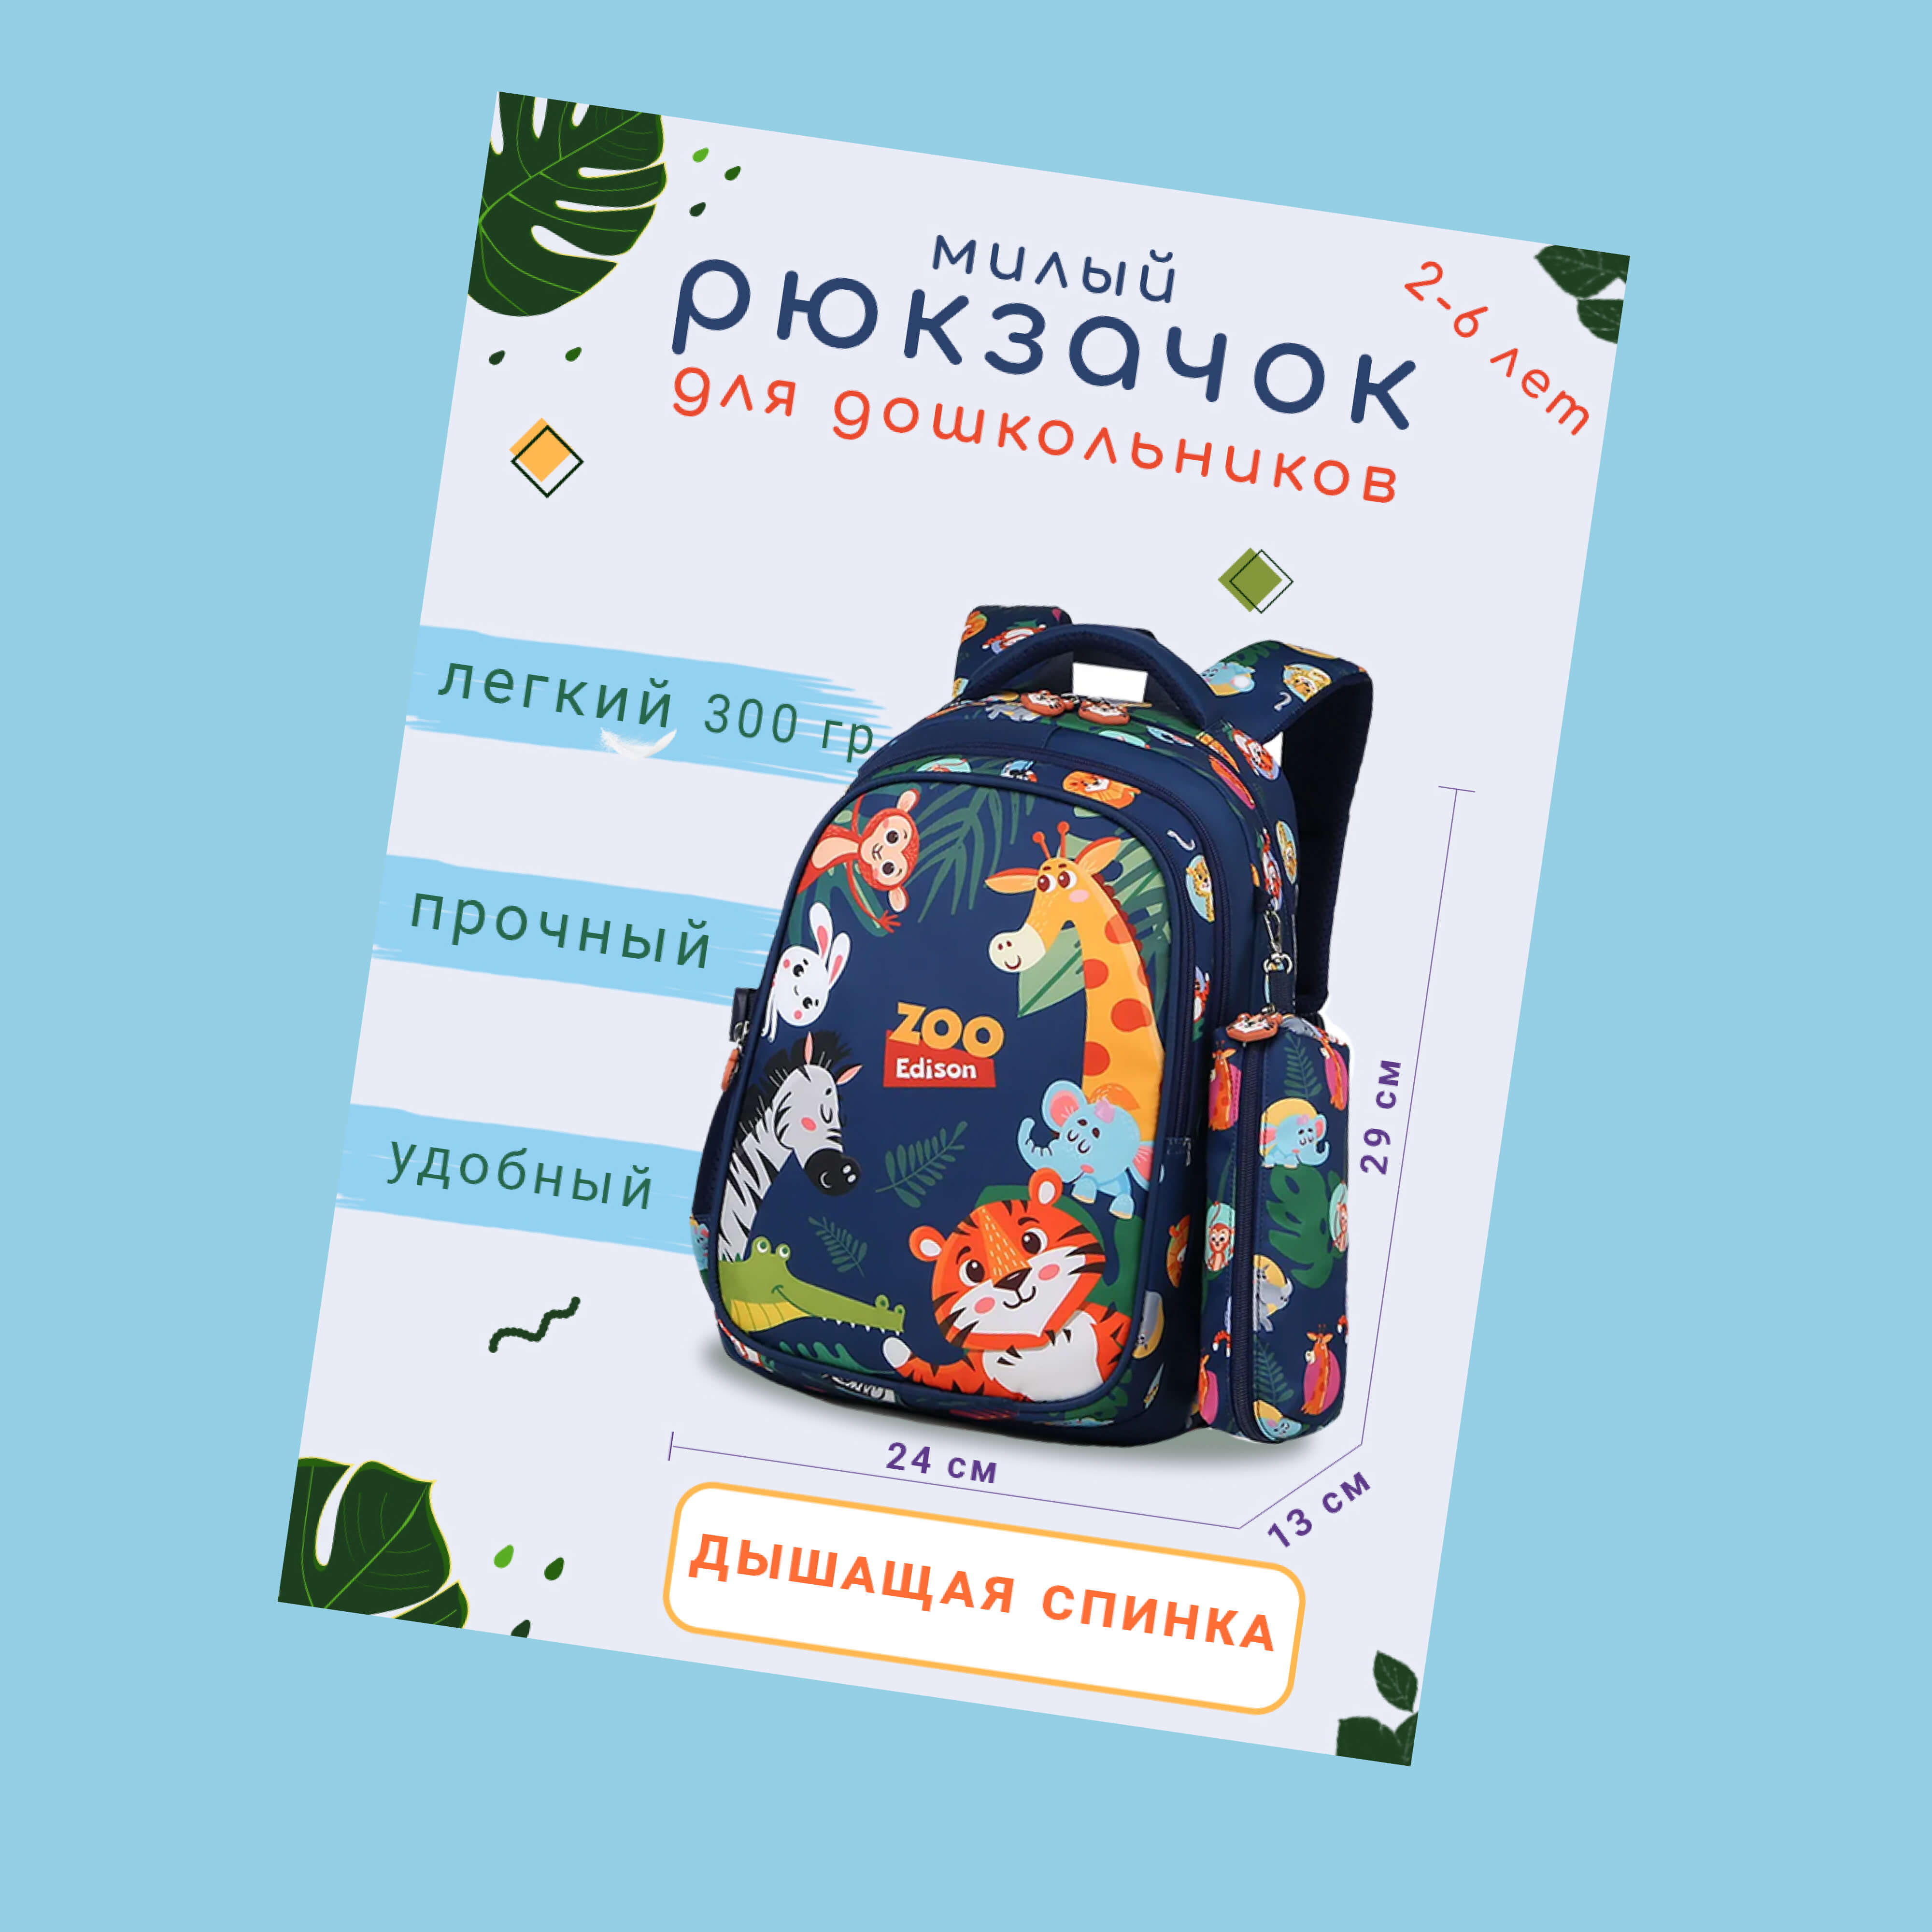 милый
рюкзачок
для дошкольников
2-6 лет
легкий 300 гр
прочный
удобный
ZOO
Edison
29 см
24 см
13 см
ДЫШАЩАЯ СПИНКА